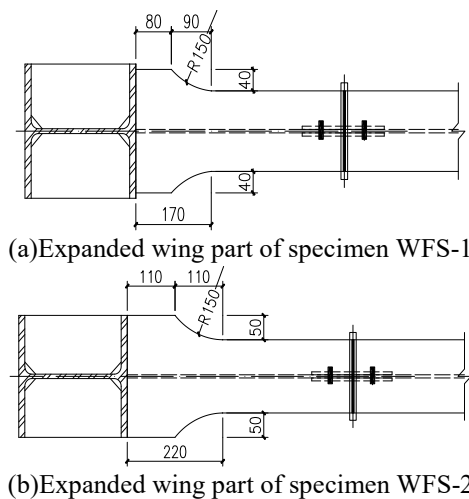 80 90
R150
40
40
170
(a)Expanded wing part of specimen WFS-1
110 110
R150
50
50
220
(b)Expanded wing part of specimen WFS-2